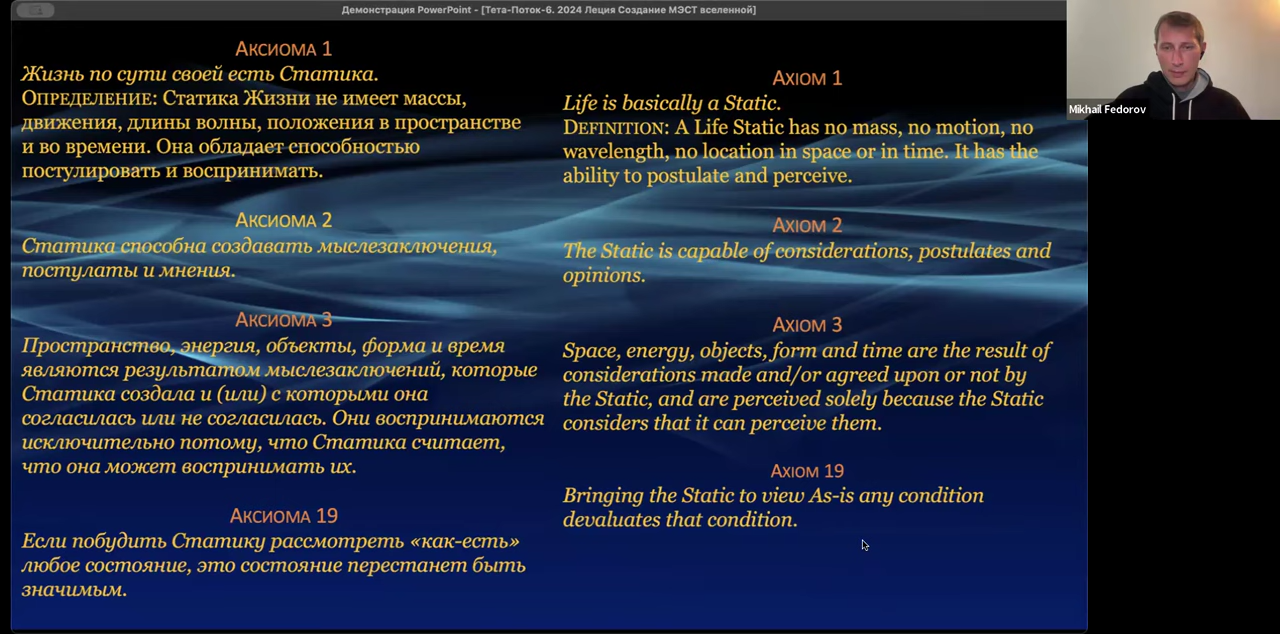 Демонстрация PowerPoint - [Тета-Поток-6. 2024 Леция Создание МЭСТ вселенной]
Аксиома 1
Жизнь по сути своей есть Статика.
Определение: Статика Жизни не имеет массы,
движения, длины волны, положения в пространстве
и во времени. Она обладает способностью
постулировать и воспринимать.
Аксиома 2
Статика способна создавать мыслезаключения,
постулаты и мнения.
Аксиома 3
Пространство, энергия, объекты, форма и время
являются результатом мыслезаключений, которые
Статика создала и (или) с которыми она
согласилась или не согласилась. Они воспринимаются
исключительно потому, что Статика считает,
что она может воспринимать их.
Аксиома 19
Если побудить Статику рассмотреть «как-есть»
любое состояние, это состояние перестанет быть
значимым.
Axiom 1
Life is basically a Static.
Definition: A Life Static has no mass, no motion, no
wavelength, no location in space or in time. It has the
ability to postulate and perceive.
Axiom 2
The Static is capable of considerations, postulates and
opinions.
Axiom 3
Space, energy, objects, form and time are the result of
considerations made and/or agreed upon or not by
the Static, and are perceived solely because the Static
considers that it can perceive them.
Axiom 19
Bringing the Static to view As-is any condition
devaluates that condition.
Mikhail Fedorov